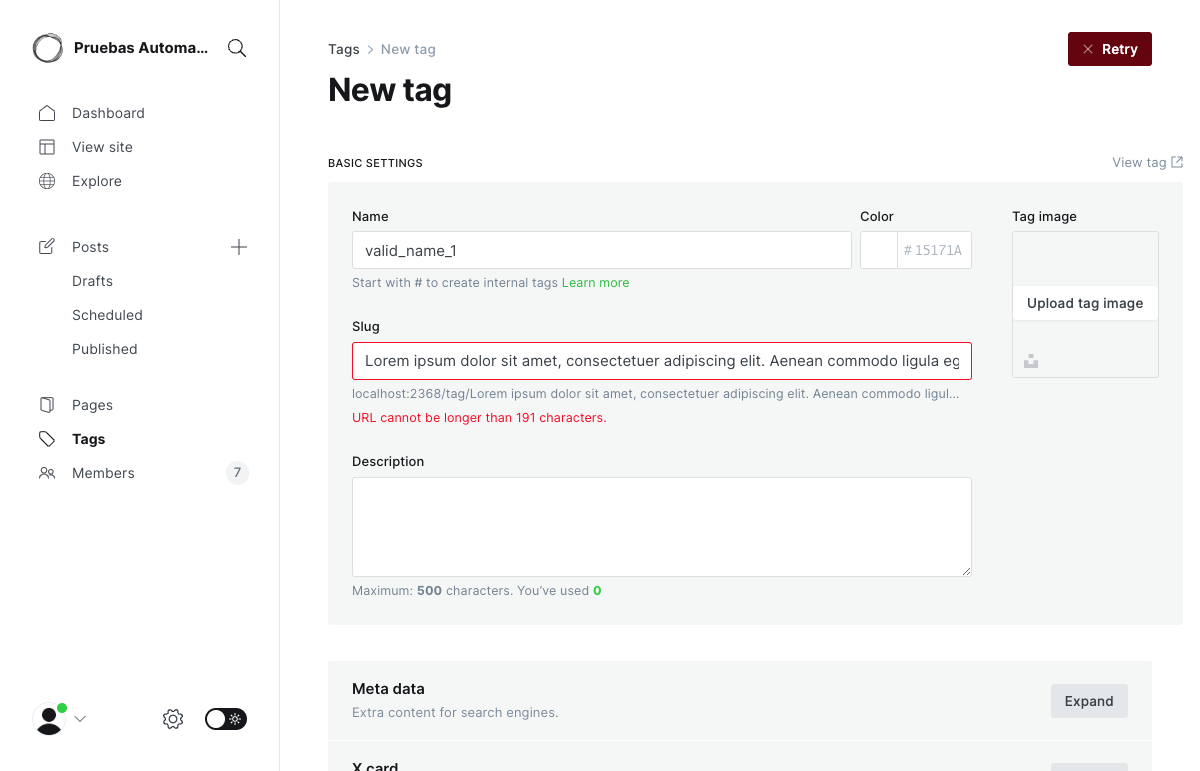 Pruebas Automa...
Dashboard
View site
Explore
Posts
Drafts
Scheduled
Published
Pages
Tags
Members 7
Tags > New tag
Retry
New tag
BASIC SETTINGS
View tag
Name
valid_name_1
Start with # to create internal tags Learn more
Color
# 15171A
Tag image
Upload tag image
Slug
Lorem ipsum dolor sit amet, consectetuer adipiscing elit. Aenean commodo ligula eg
localhost:2368/tag/Lorem ipsum dolor sit amet, consectetuer adipiscing elit. Aenean commodo ligul...
URL cannot be longer than 191 characters.
Description
Maximum: 500 characters. You've used 0
Meta data
Extra content for search engines.
Expand
X card